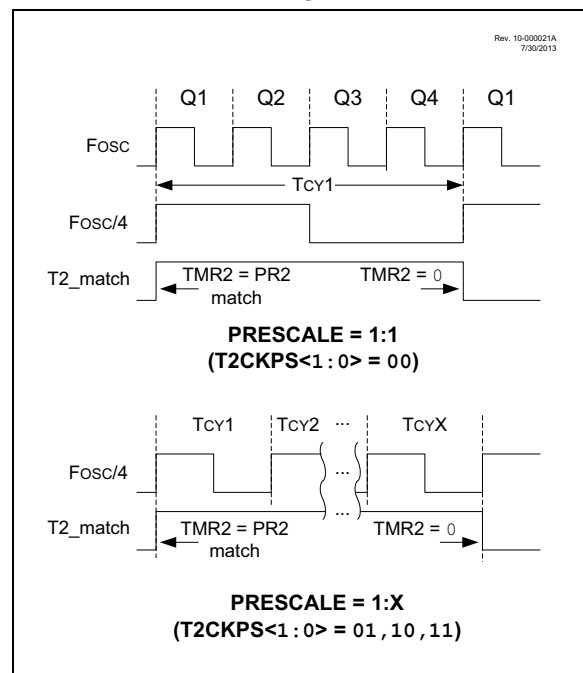 Rev. 10-000021A
7/30/2013
Q1 Q2 Q3 Q4 Q1
FOSC
TCY1
FOSC/4
T2_match
TMR2 = PR2
match
TMR2 = 0
PRESCALE = 1:1
(T2CKPS<1:0> = 00)
TCY1 TCY2 ... TCYX
FOSC/4
...
T2_match
...
TMR2 = PR2
match
TMR2 = 0
PRESCALE = 1:X
(T2CKPS<1:0> = 01,10,11)